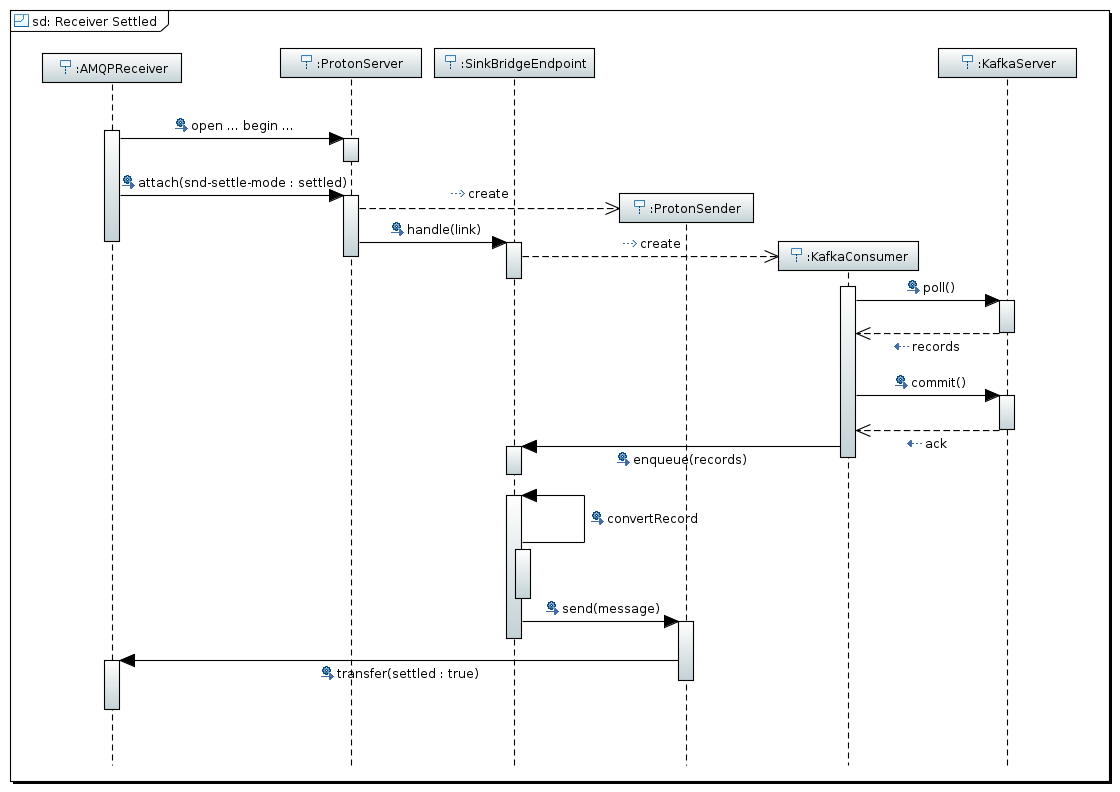 sd: Receiver Settled
:AMQPReceiver
:ProtonServer
:SinkBridgeEndpoint
:KafkaServer
open ... begin ...
attach(snd-settle-mode : settled)
create
:ProtonSender
handle(link)
create
:KafkaConsumer
poll()
records
commit()
ack
enqueue(records)
convertRecord
send(message)
transfer(settled : true)